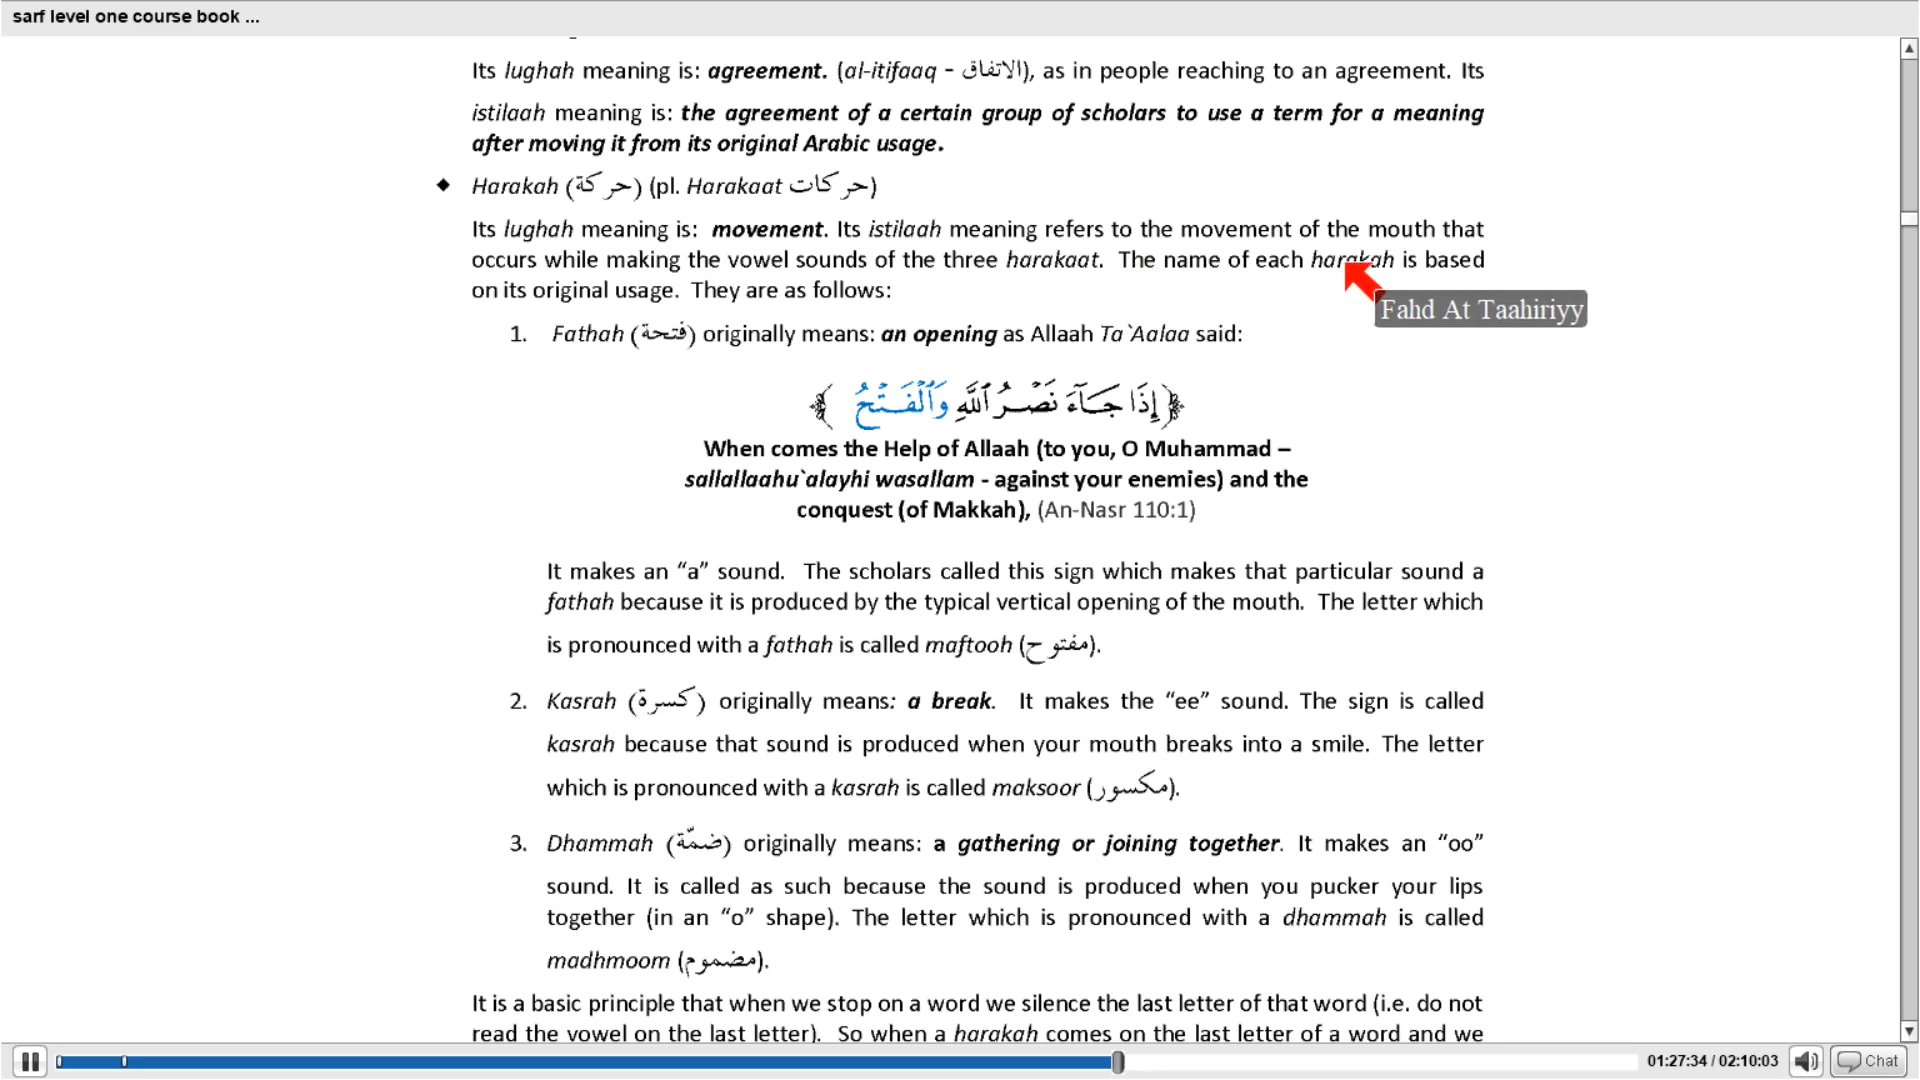 sarf level one course book ...
Its lughah meaning is: agreement. (al-itifaaq - الاتفاق), as in people reaching to an agreement. Its
istilaah meaning is: the agreement of a certain group of scholars to use a term for a meaning
after moving it from its original Arabic usage.
◆ Harakah (حركة) (pl. Harakaat حركات)
Its lughah meaning is: movement. Its istilaah meaning refers to the movement of the mouth that
occurs while making the vowel sounds of the three harakaat. The name of each harakah is based
Fahd At Taahiriyy
on its original usage. They are as follows:
1. Fathah (فتحة) originally means: an opening as Allaah Ta`Aalaa said:
﴿إِذَا جَآءَ نَصْرُ ٱللَّهِ وَٱلْفَتْحُ ﴾
When comes the Help of Allaah (to you, O Muhammad –
sallallaahu`alayhi wasallam - against your enemies) and the
conquest (of Makkah), (An-Nasr 110:1)
It makes an “a” sound. The scholars called this sign which makes that particular sound a
fathah because it is produced by the typical vertical opening of the mouth. The letter which
is pronounced with a fathah is called maftooh (مفتوح).
2. Kasrah (كسرة) originally means: a break. It makes the “ee” sound. The sign is called
kasrah because that sound is produced when your mouth breaks into a smile. The letter
which is pronounced with a kasrah is called maksoor (مكسور).
3. Dhammah (ضمّة) originally means: a gathering or joining together. It makes an “oo”
sound. It is called as such because the sound is produced when you pucker your lips
together (in an “o” shape). The letter which is pronounced with a dhammah is called
madhmoom (مضموم).
It is a basic principle that when we stop on a word we silence the last letter of that word (i.e. do not
read the vowel on the last letter). So when a harakah comes on the last letter of a word and we
01:27:34 / 02:10:03 Chat